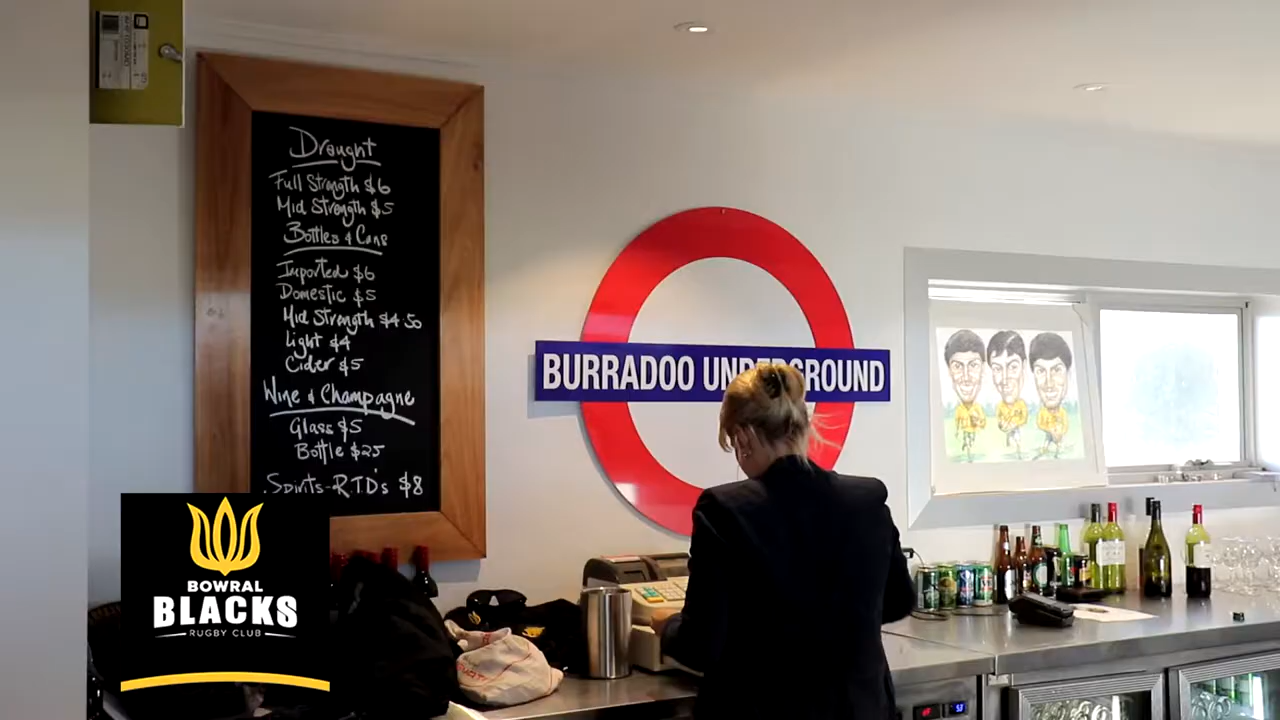 Draught
Full Strength $6
Mid Strength $5
Bottles & Cans
Imported $6
Domestic $5
Mid Strength $4.50
Light $4
Cider $5
Wine & Champagne
Glass $5
Bottle $25
Spirits-R.T.D's $8
BURRADOO UNDERGROUND
BOWRAL
BLACKS
RUGBY CLUB